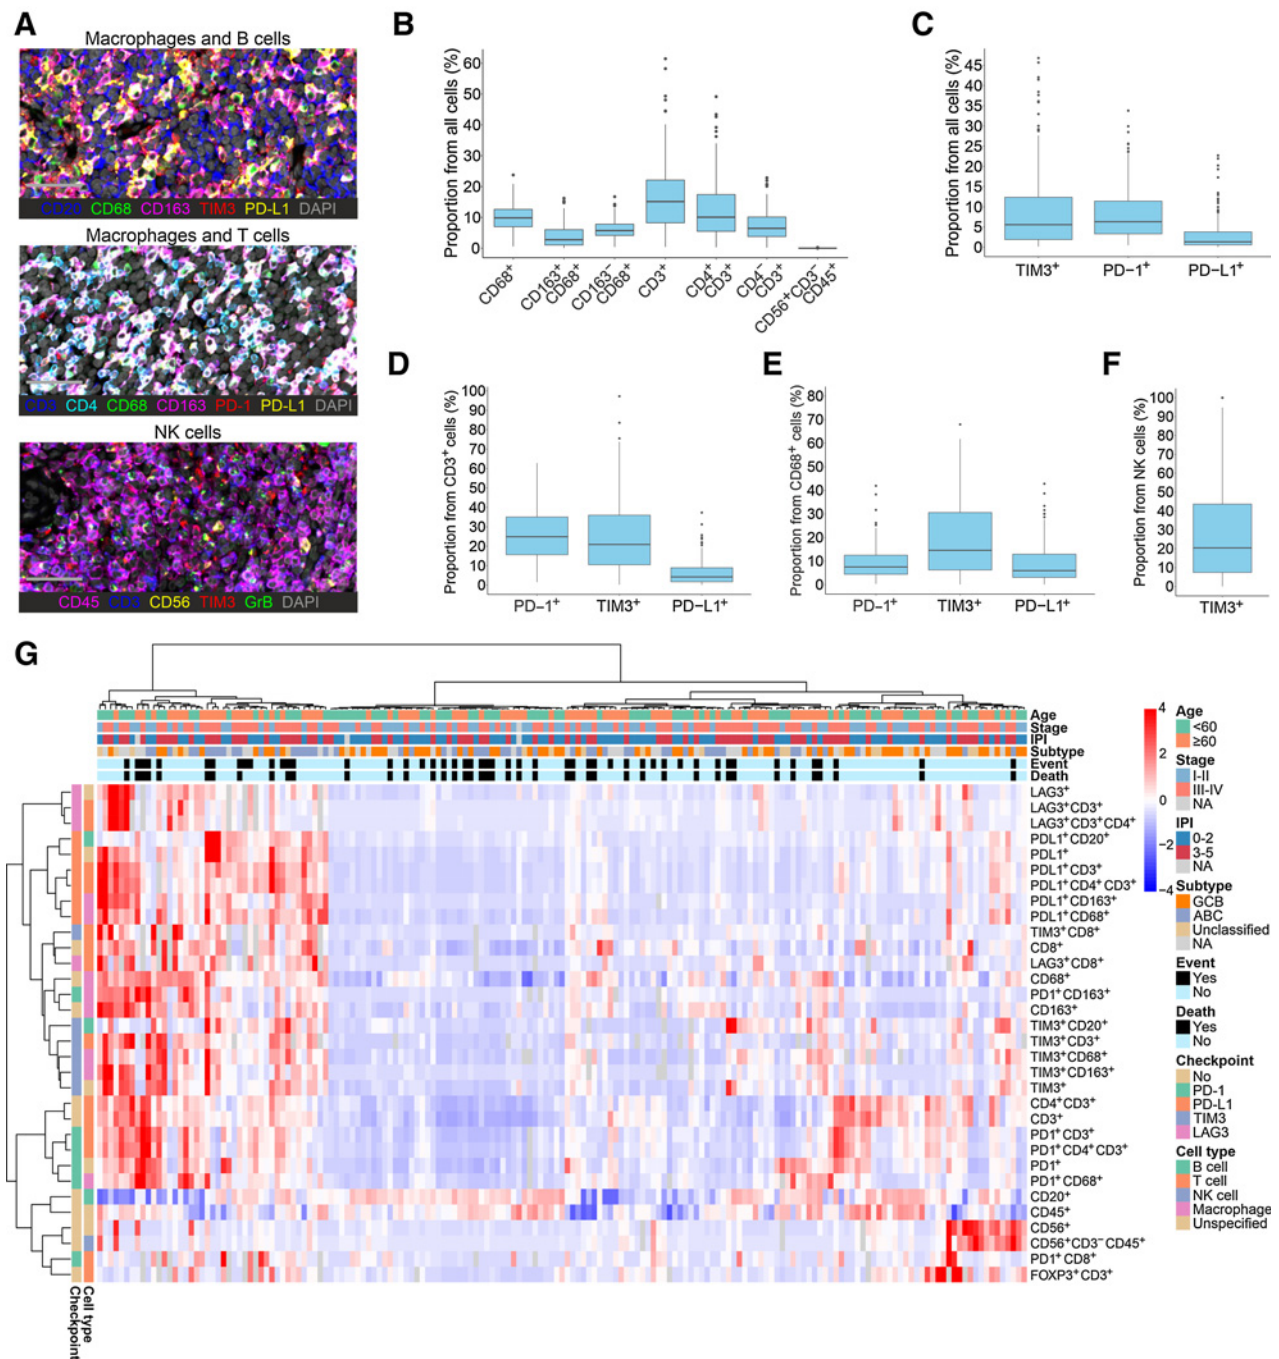 A
Macrophages and B cells
CD20 CD68 CD163 TIM3 PD-L1 DAPI
Macrophages and T cells
CD3 CD4 CD68 CD163 PD-1 PD-L1 DAPI
NK cells
CD45 CD3 CD56 TIM3 GrB DAPI
B
Proportion from all cells (%)
60
50
40
30
20
10
0
CD68⁺
CD163⁺
CD68⁺
CD163⁻
CD68⁺
CD3⁺
CD4⁺
CD3⁺
CD4⁻
CD3⁺
CD56⁺CD3⁻
CD45⁺
C
Proportion from all cells (%)
45
40
35
30
25
20
15
10
5
0
TIM3⁺ PD−1⁺ PD−L1⁺
D
Proportion from CD3⁺ cells (%)
100
90
80
70
60
50
40
30
20
10
0
PD−1⁺ TIM3⁺ PD−L1⁺
E
Proportion from CD68⁺ cells (%)
80
70
60
50
40
30
20
10
0
PD−1⁺ TIM3⁺ PD−L1⁺
F
Proportion from NK cells (%)
100
90
80
70
60
50
40
30
20
10
0
TIM3⁺
G
Age
Stage
IPI
Subtype
Event
Death
LAG3⁺
LAG3⁺CD3⁺
LAG3⁺CD3⁺CD4⁺
PDL1⁺CD20⁺
PDL1⁺
PDL1⁺CD3⁺
PDL1⁺CD4⁺CD3⁺
PDL1⁺CD163⁺
PDL1⁺CD68⁺
TIM3⁺CD8⁺
CD8⁺
LAG3⁺CD8⁺
CD68⁺
PD1⁺CD163⁺
CD163⁺
TIM3⁺CD20⁺
TIM3⁺CD3⁺
TIM3⁺CD68⁺
TIM3⁺CD163⁺
TIM3⁺
CD4⁺CD3⁺
CD3⁺
PD1⁺CD3⁺
PD1⁺CD4⁺CD3⁺
PD1⁺
PD1⁺CD68⁺
CD20⁺
CD45⁺
CD56⁺
CD56⁺CD3⁻CD45⁺
PD1⁺CD8⁺
FOXP3⁺CD3⁺
Cell type
Checkpoint
4
2
0
−2
−4
Age
<60
≥60
Stage
I-II
III-IV
NA
IPI
0-2
3-5
NA
Subtype
GCB
ABC
Unclassified
NA
Event
Yes
No
Death
Yes
No
Checkpoint
No
PD-1
PD-L1
TIM3
LAG3
Cell type
B cell
T cell
NK cell
Macrophage
Unspecified